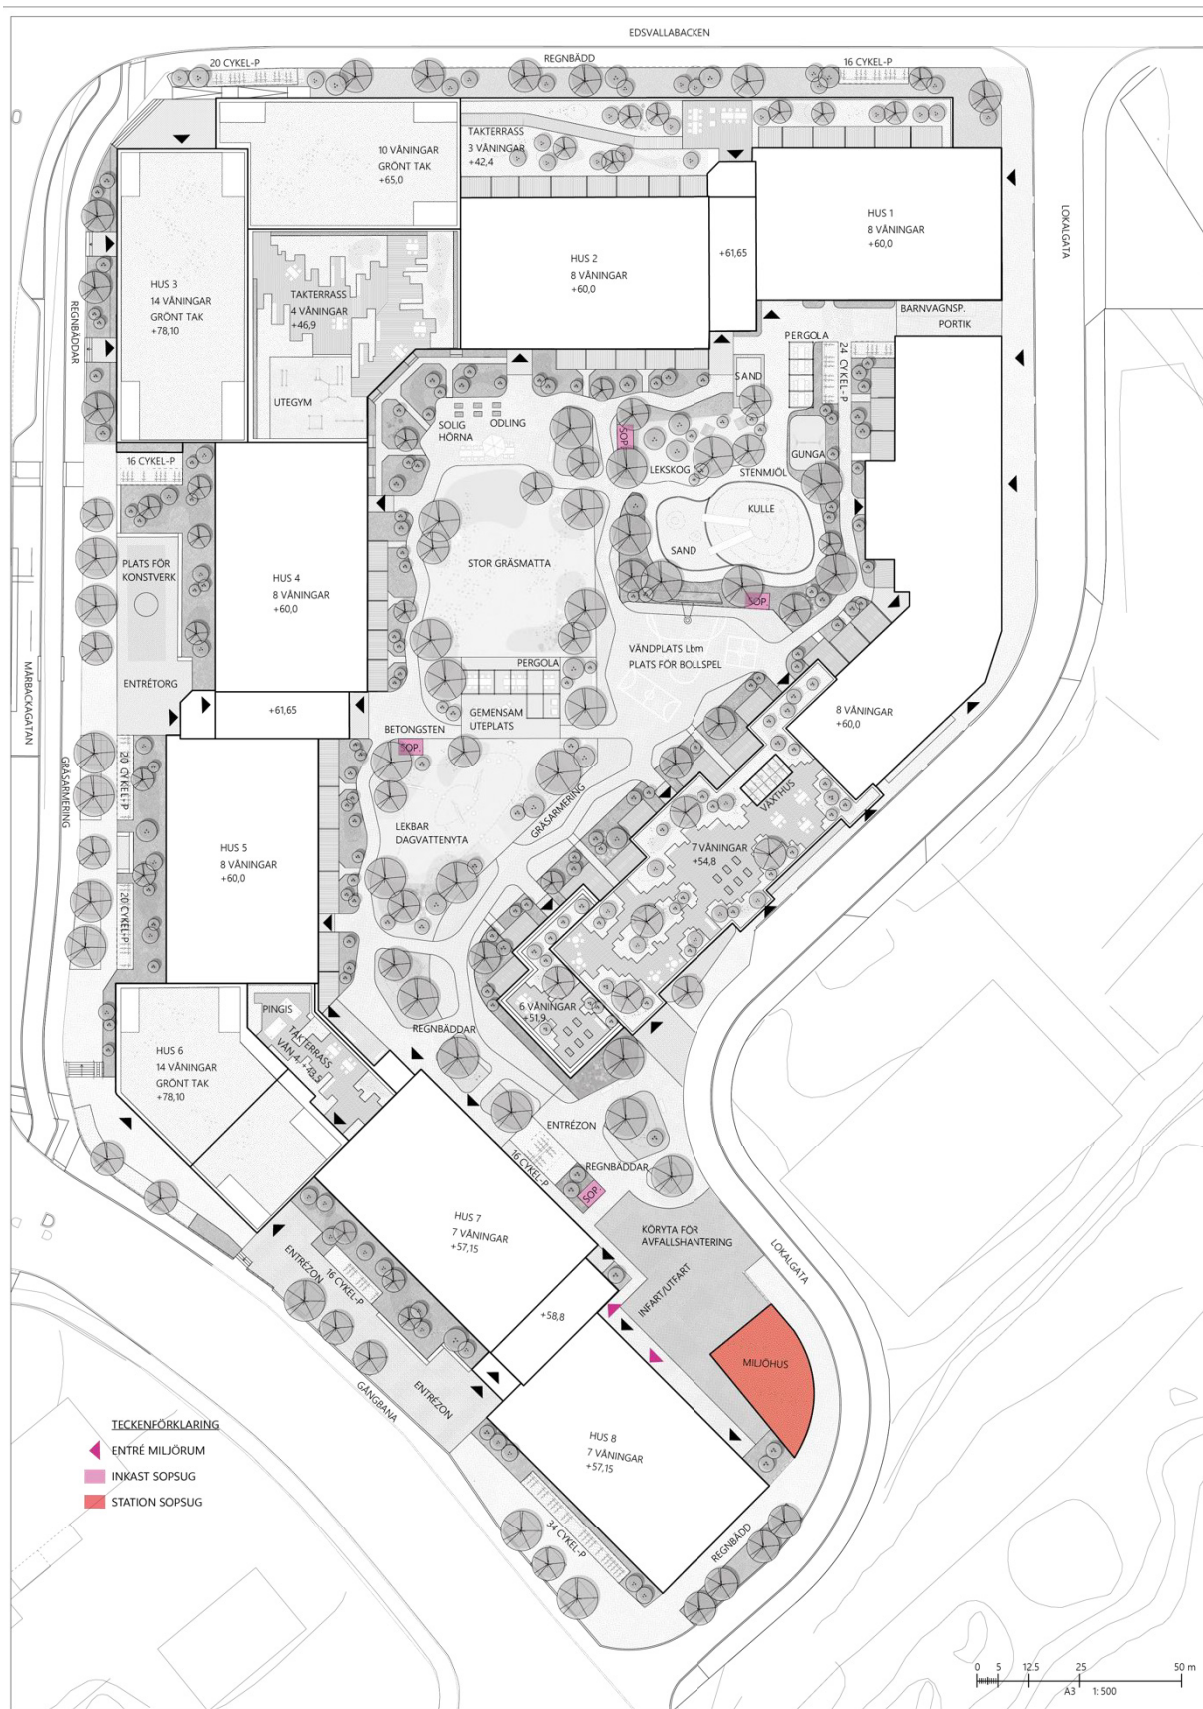 EDSVALLABACKEN
20 CYKEL-P
REGNBÄDD
16 CYKEL-P
10 VÅNINGAR
GRÖNT TAK
+65,0
TAKTERRASS
3 VÅNINGAR
+42,4
HUS 1
8 VÅNINGAR
+60,0
LOKALGATA
HUS 2
8 VÅNINGAR
+60,0
+61,65
HUS 3
14 VÅNINGAR
GRÖNT TAK
+78,10
TAKTERRASS
4 VÅNINGAR
+46,9
REGNBÄDDAR
BARNVAGNSP.
PORTIK
PERGOLA
24 CYKEL-P
SAND
UTEGYM
SOLIG
HÖRNA
ODLING
SOP.
LEKSKOG
STENMJÖL
GUNGA
16 CYKEL-P
KULLE
SAND
PLATS FÖR
KONSTVERK
HUS 4
8 VÅNINGAR
+60,0
STOR GRÄSMATTA
SOP.
VÄNDPLATS Lbm
PLATS FÖR BOLLSPEL
MÅRBACKAGATAN
ENTRÉTORG
PERGOLA
+61,65
GEMENSAM
UTEPLATS
8 VÅNINGAR
+60,0
BETONGSTEN
SOP.
GRÄSARMERING
20 CYKEL-P
VÄXTHUS
GRÄSARMERING
LEKBAR
DAGVATTENYTA
HUS 5
8 VÅNINGAR
+60,0
7 VÅNINGAR
+54,8
20 CYKEL-P
6 VÅNINGAR
+51,9
PINGIS
TAKTERRASS
VÅN 4, +43,5
REGNBÄDDAR
HUS 6
14 VÅNINGAR
GRÖNT TAK
+78,10
ENTRÉZON
16 CYKEL-P
REGNBÄDDAR
SOP.
HUS 7
7 VÅNINGAR
+57,15
KÖRYTA FÖR
AVFALLSHANTERING
LOKALGATA
ENTRÉZON
16 CYKEL-P
INFART/UTFART
+58,8
MILJÖHUS
GÅNGBANA
ENTRÉZON
HUS 8
7 VÅNINGAR
+57,15
TECKENFÖRKLARING
ENTRÉ MILJÖRUM
INKAST SOPSUG
STATION SOPSUG
34 CYKEL-P
REGNBÄDD
0 5 12.5 25 50 m
A3 1:500